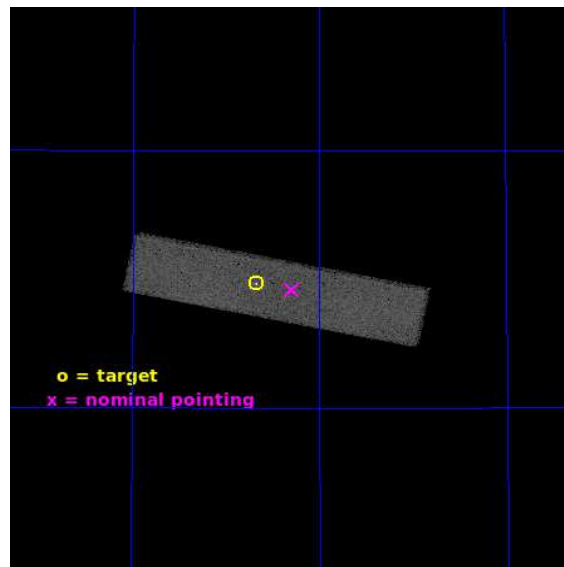 o = target
x = nominal pointing